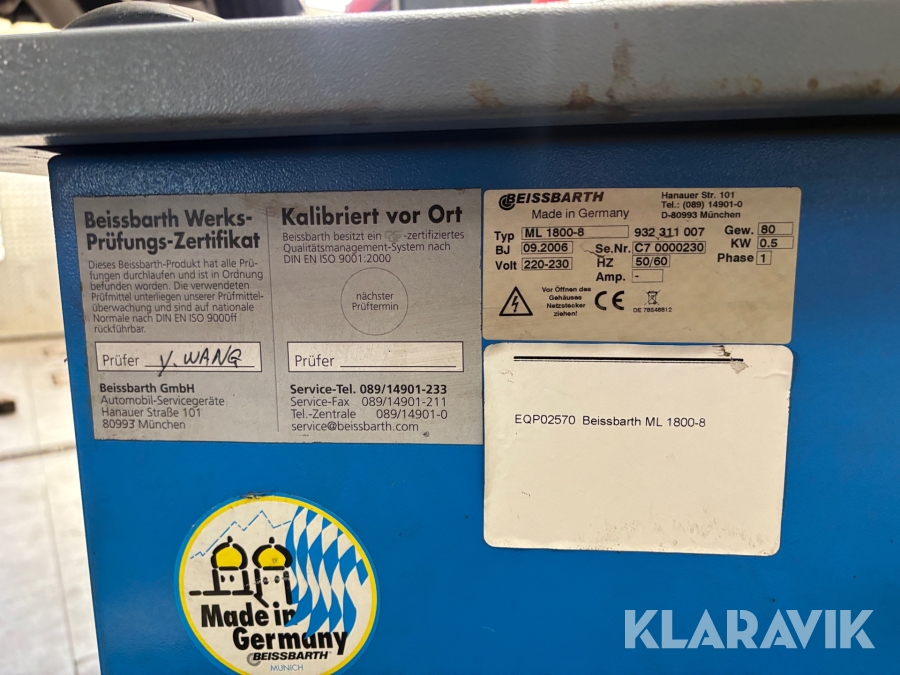 Beissbarth Werks-
Prüfungs-Zertifikat
Dieses Beissbarth-Produkt hat alle Prü-
fungen durchlaufen und ist in Ordnung
befunden worden. Die verwendeten
Prüfmittel unterliegen unserer Prüfmittel-
überwachung und sind auf nationale
Normale nach DIN EN ISO 9000ff
rückführbar.
Prüfer Y. WANG
Beissbarth GmbH
Automobil-Servicegeräte
Hanauer Straße 101
80993 München
Kalibriert vor Ort
Beissbarth besitzt ein -zertifiziertes
Qualitätsmanagement-System nach
DIN EN ISO 9001:2000
nächster
Prüftermin
Prüfer
Service-Tel. 089/14901-233
Service-Fax 089/14901-211
Tel.-Zentrale 089/14901-0
service@beissbarth.com
BEISSBARTH
Made in Germany
Hanauer Str. 101
Tel.: (089) 14901-0
D-80993 München
Typ ML 1800-8 932 311 007 Gew. 80
BJ 09.2006 Se.Nr. C7 0000230 KW 0.5
Volt 220-230 HZ 50/60 Phase 1
Amp. -
Vor Öffnen des
Gehäuses
Netzstecker
ziehen!
CE
DE 78548812
EQP02570 Beissbarth ML 1800-8
Made in
Germany
BEISSBARTH
MUNICH
KLARAVIK